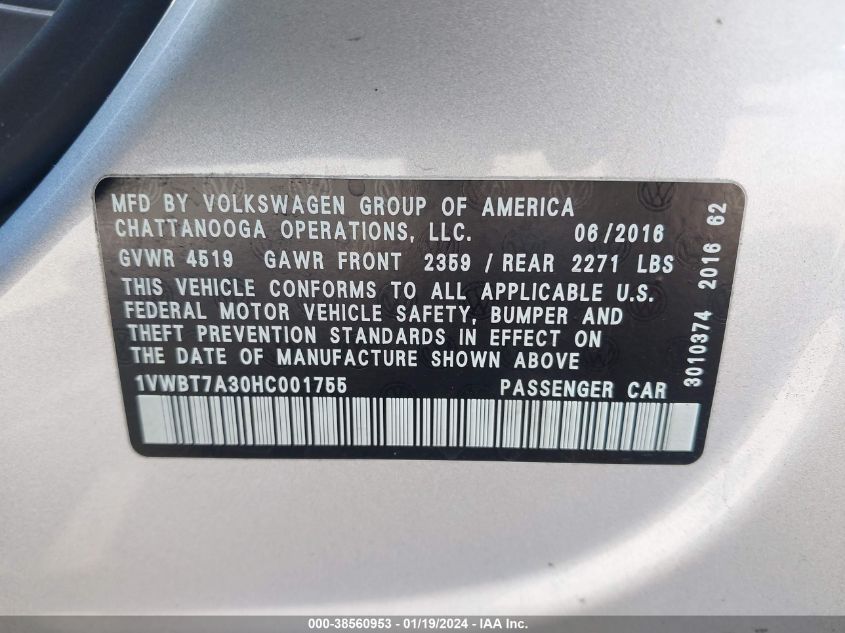 MFD BY VOLKSWAGEN GROUP OF AMERICA
CHATTANOOGA OPERATIONS, LLC. 06/2016
GVWR 4519 GAWR FRONT 2359 / REAR 2271 LBS
THIS VEHICLE CONFORMS TO ALL APPLICABLE U.S.
FEDERAL MOTOR VEHICLE SAFETY, BUMPER AND
THEFT PREVENTION STANDARDS IN EFFECT ON
THE DATE OF MANUFACTURE SHOWN ABOVE
1VWBT7A30HC001755 PASSENGER CAR
3010374 2016 62
000-38560953 - 01/19/2024 - IAA Inc.